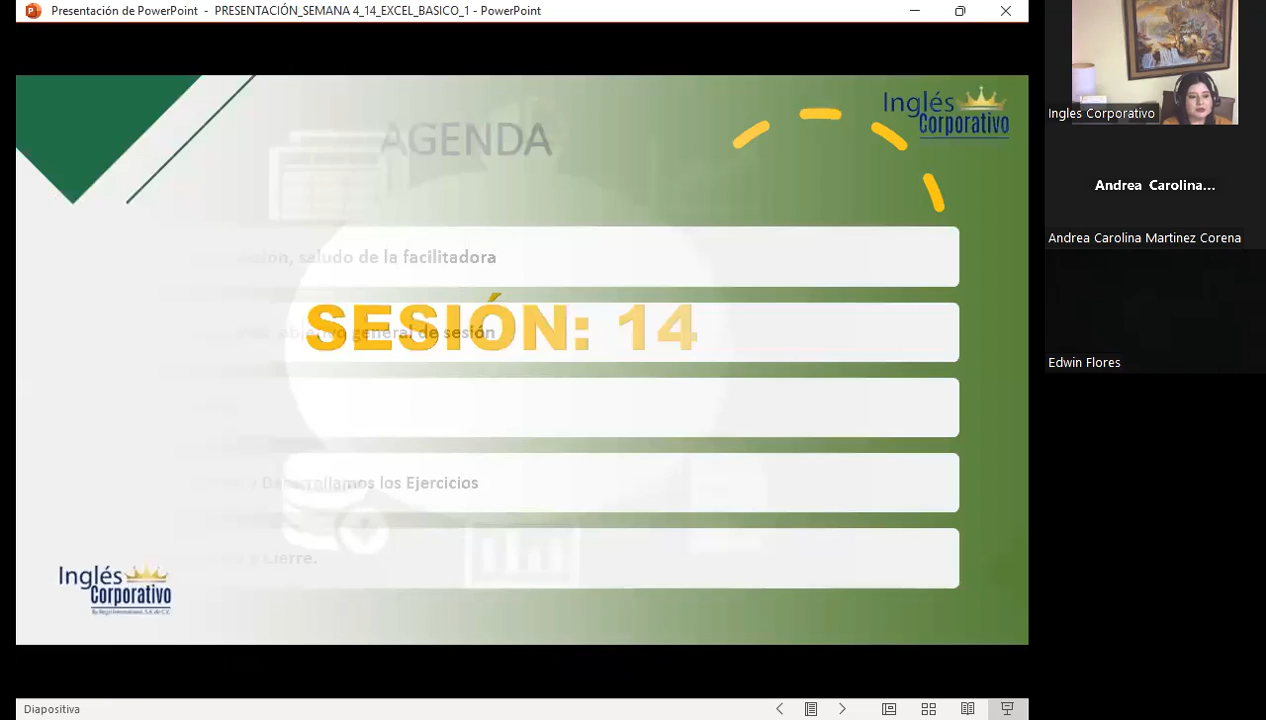 Presentación de PowerPoint - PRESENTACIÓN_SEMANA 4_14_EXCEL_BASICO_1 - PowerPoint
Inglés
Corporativo
AGENDA
saludo de la facilitadora
SESIÓN: 14
objetivo general de sesión
Desarrollamos los Ejercicios
Cierre.
Inglés
Corporativo
Ingles Corporativo
Andrea Carolina...
Andrea Carolina Martinez Corena
Edwin Flores
Diapositiva